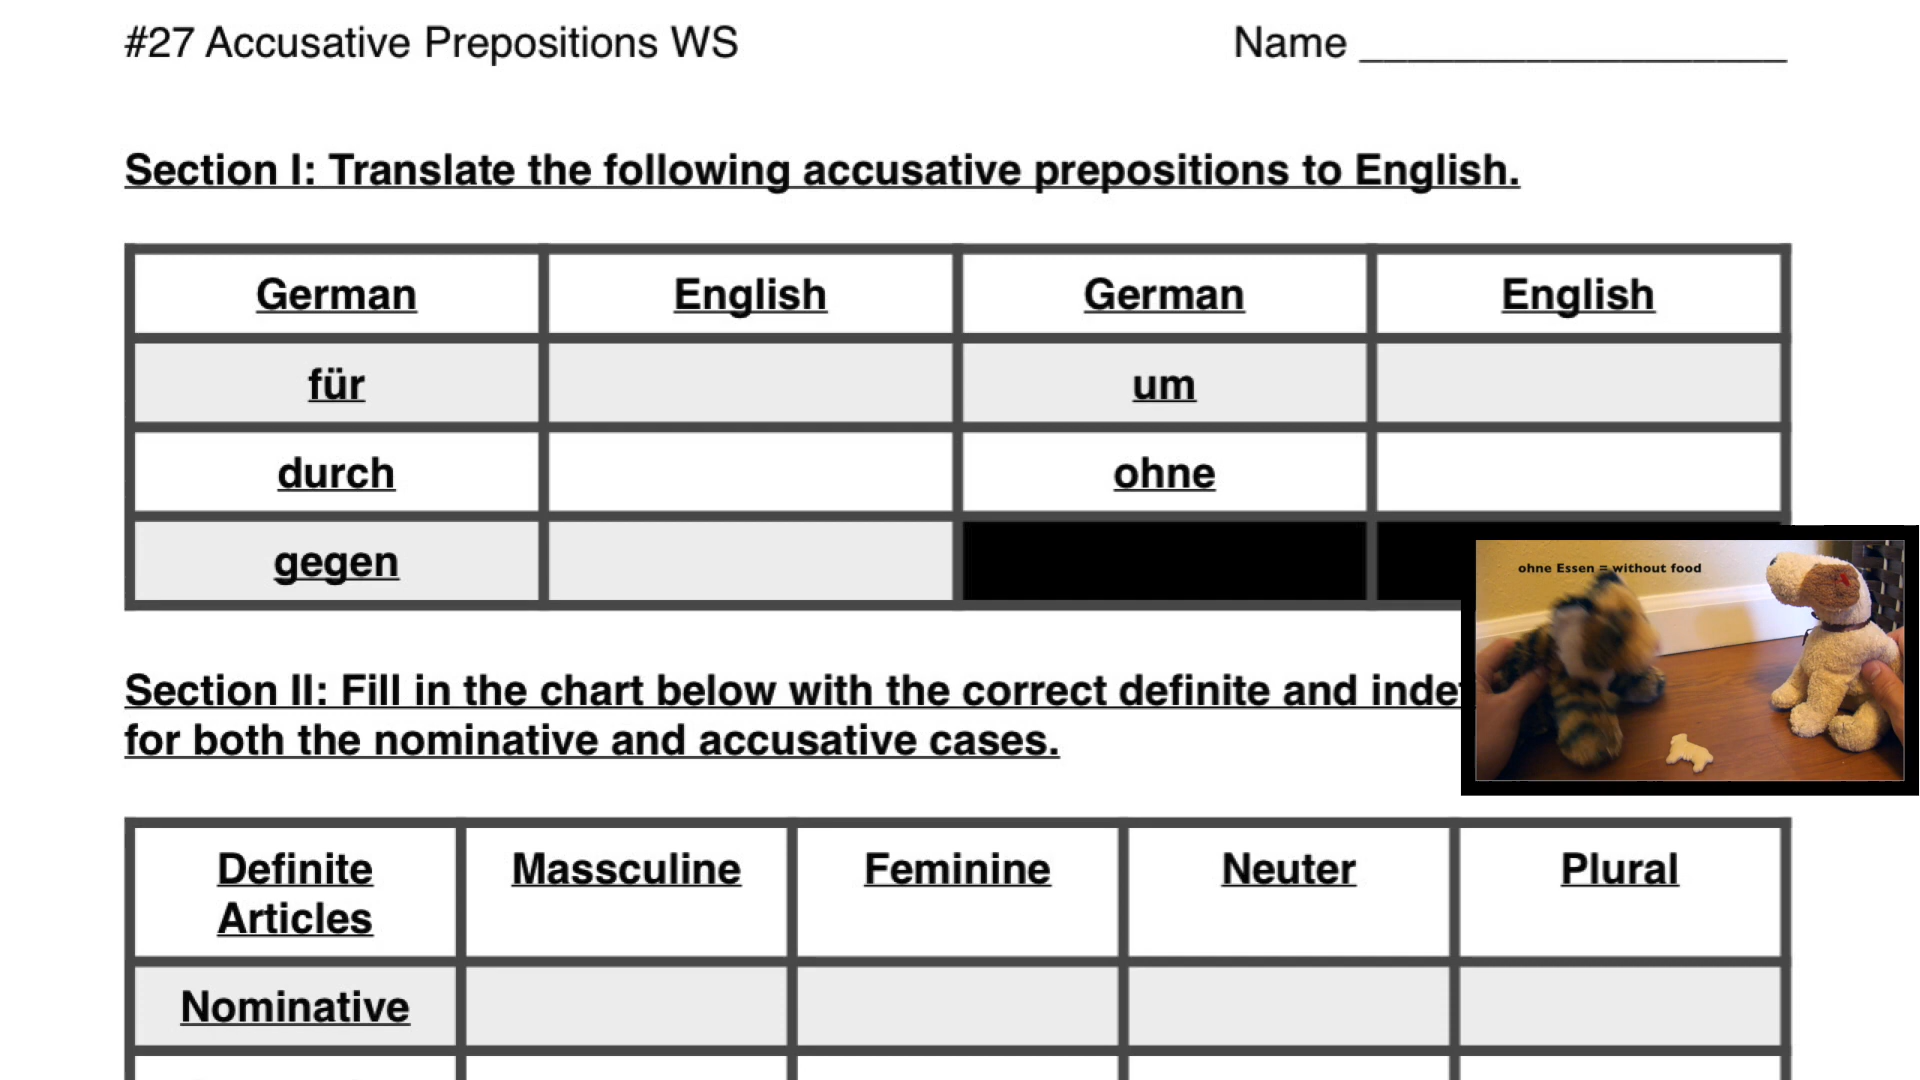 #27 Accusative Prepositions WS Name __________________
Section I: Translate the following accusative prepositions to English.
German English German English
für um
durch ohne
gegen
ohne Essen = without food
Section II: Fill in the chart below with the correct definite and
for both the nominative and accusative cases.
Definite Articles Massculine Feminine Neuter Plural
Nominative